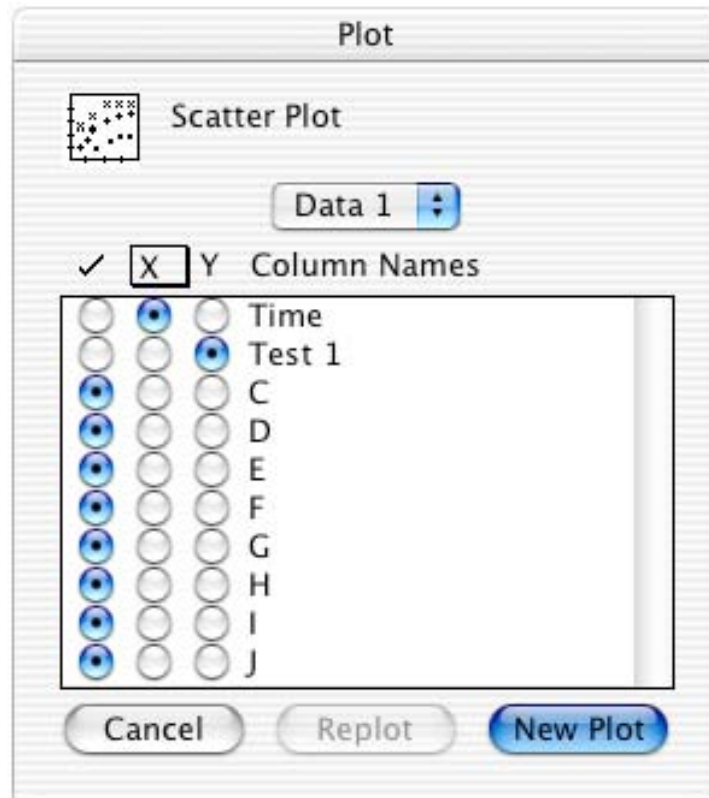 Plot
Scatter Plot
Data 1
✓ X Y Column Names
Time
Test 1
C
D
E
F
G
H
I
J
Cancel Replot New Plot